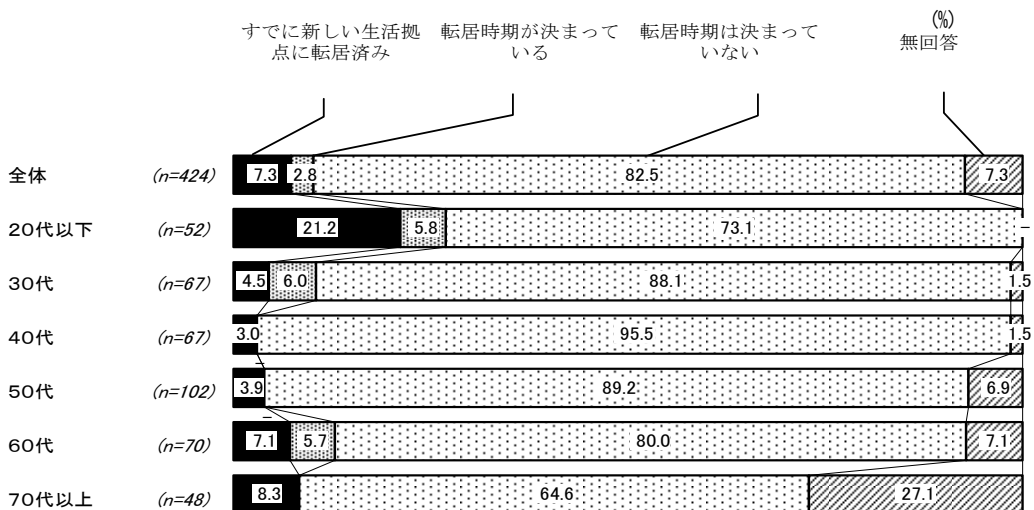 (%)
すでに新しい生活拠
点に転居済み
転居時期が決まって
いる
転居時期は決まって
いない
無回答
全体 (n=424) 7.3 2.8 82.5 7.3
20代以下 (n=52) 21.2 5.8 73.1 –
30代 (n=67) 4.5 6.0 88.1 1.5
40代 (n=67) 3.0 95.5 1.5
–
50代 (n=102) 3.9 89.2 6.9
–
60代 (n=70) 7.1 5.7 80.0 7.1
70代以上 (n=48) 8.3 64.6 27.1